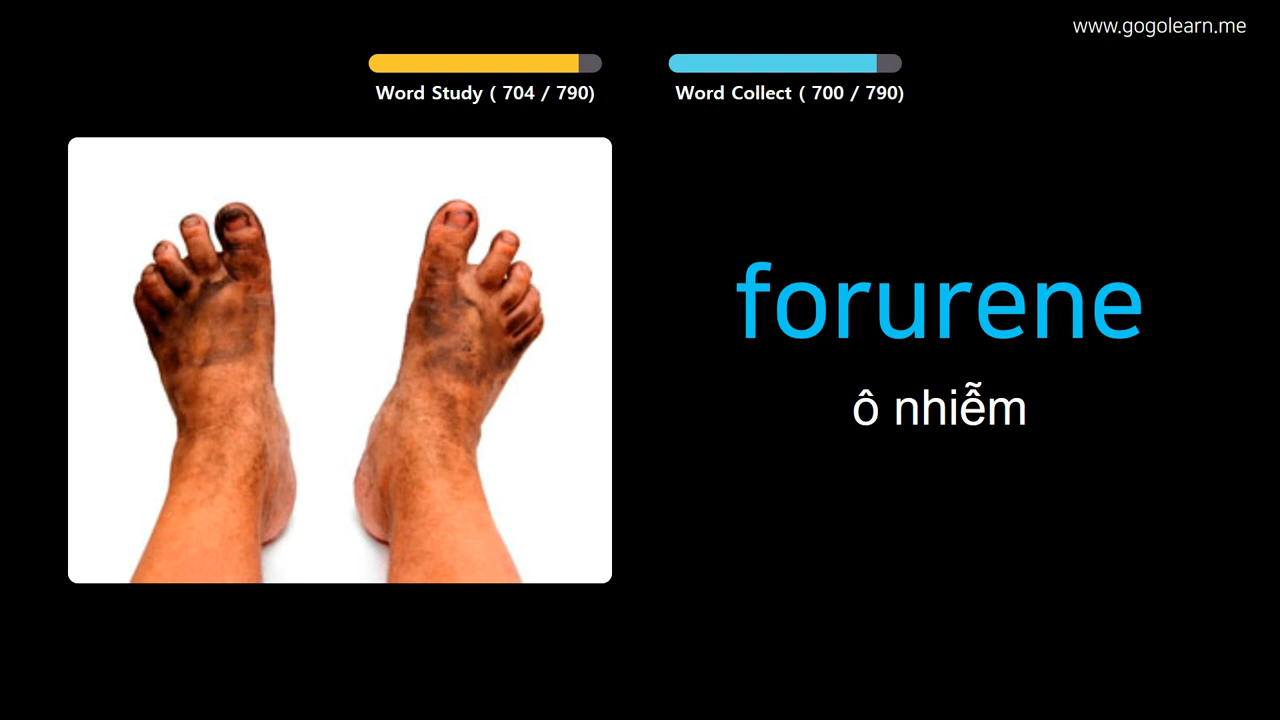 www.gogolearn.me
Word Study ( 704 / 790)
Word Collect ( 700 / 790)
forurene
ô nhiễm